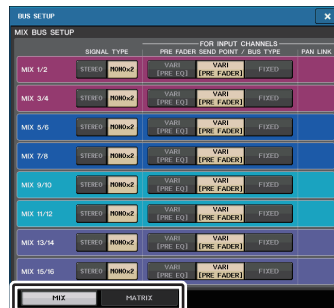 BUS SETUP
×
MIX BUS SETUP
FOR INPUT CHANNELS
SIGNAL TYPE PRE FADER SEND POINT / BUS TYPE PAN LINK
MIX 1/2 STEREO MONOx2 VARI [PRE EQ] VARI [PRE FADER] FIXED
MIX 3/4 STEREO MONOx2 VARI [PRE EQ] VARI [PRE FADER] FIXED
MIX 5/6 STEREO MONOx2 VARI [PRE EQ] VARI [PRE FADER] FIXED
MIX 7/8 STEREO MONOx2 VARI [PRE EQ] VARI [PRE FADER] FIXED
MIX 9/10 STEREO MONOx2 VARI [PRE EQ] VARI [PRE FADER] FIXED
MIX 11/12 STEREO MONOx2 VARI [PRE EQ] VARI [PRE FADER] FIXED
MIX 13/14 STEREO MONOx2 VARI [PRE EQ] VARI [PRE FADER] FIXED
MIX 15/16 STEREO MONOx2 VARI [PRE EQ] VARI [PRE FADER] FIXED
MIX MATRIX